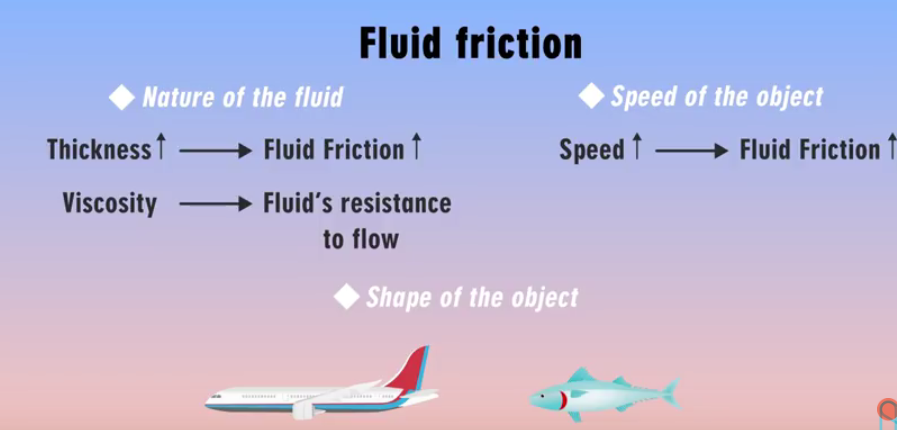 Fluid friction
Nature of the fluid
Thickness↑ → Fluid Friction↑
Viscosity → Fluid's resistance
to flow
Speed of the object
Speed↑ → Fluid Friction↑
Shape of the object